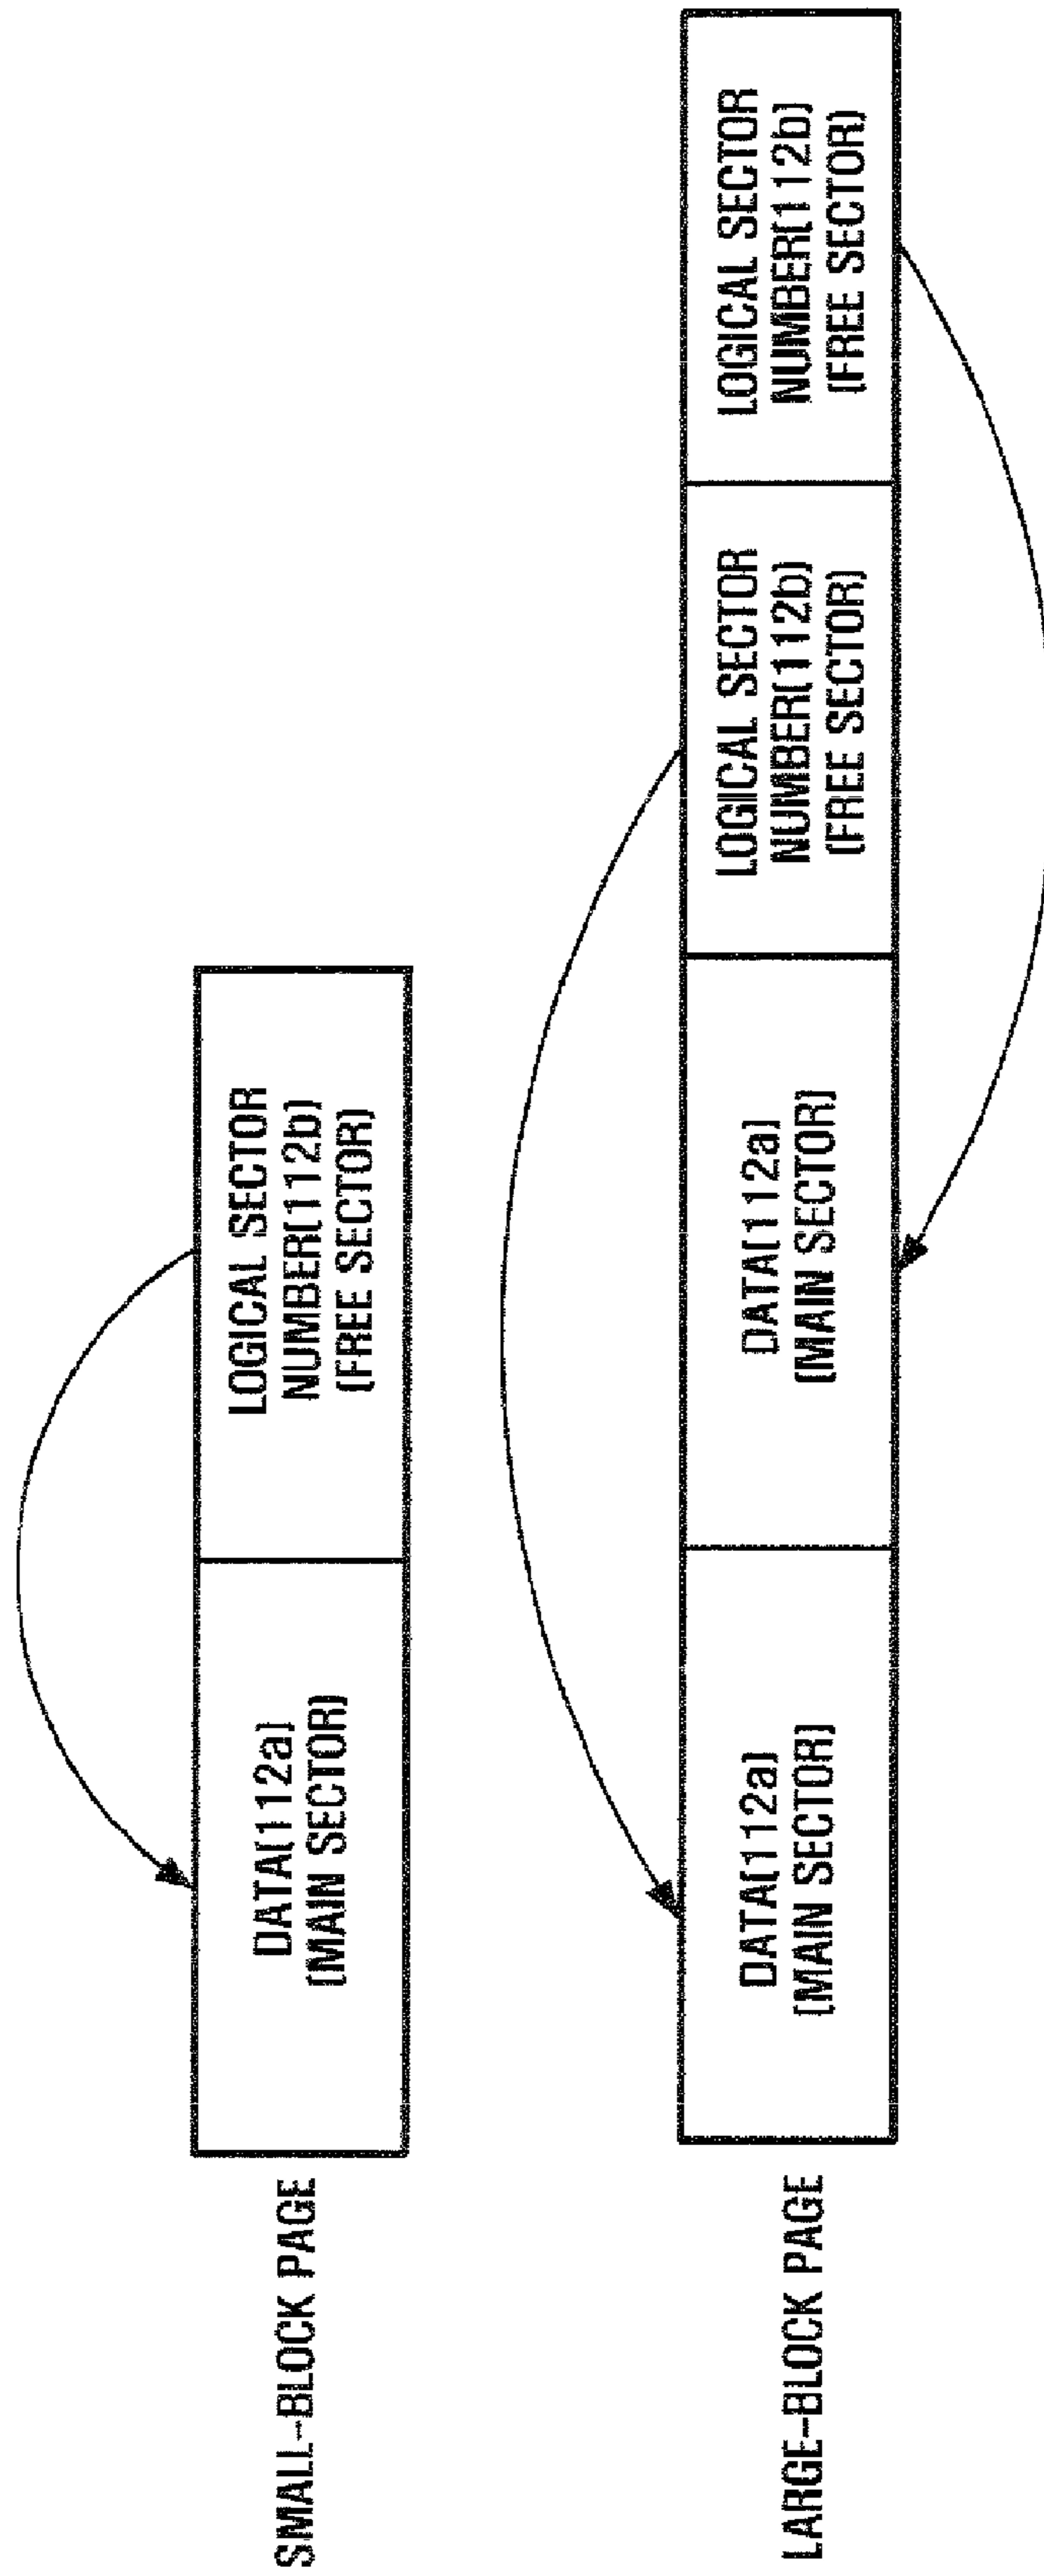 SMALL-BLOCK PAGE
DATA(112a)
(MAIN SECTOR)
LOGICAL SECTOR
NUMBER(112b)
(FREE SECTOR)
LARGE-BLOCK PAGE
DATA(112a)
(MAIN SECTOR)
DATA(112a)
(MAIN SECTOR)
LOGICAL SECTOR
NUMBER(112b)
(FREE SECTOR)
LOGICAL SECTOR
NUMBER(112b)
(FREE SECTOR)